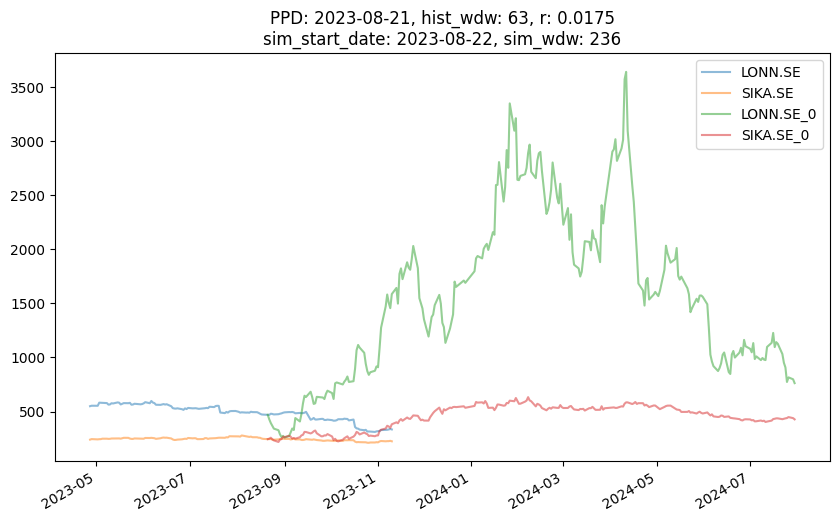 PPD: 2023-08-21, hist_wdw: 63, r: 0.0175
sim_start_date: 2023-08-22, sim_wdw: 236
LONN.SE
SIKA.SE
LONN.SE_0
SIKA.SE_0
3500
3000
2500
2000
1500
1000
500
2023-05
2023-07
2023-09
2023-11
2024-01
2024-03
2024-05
2024-07